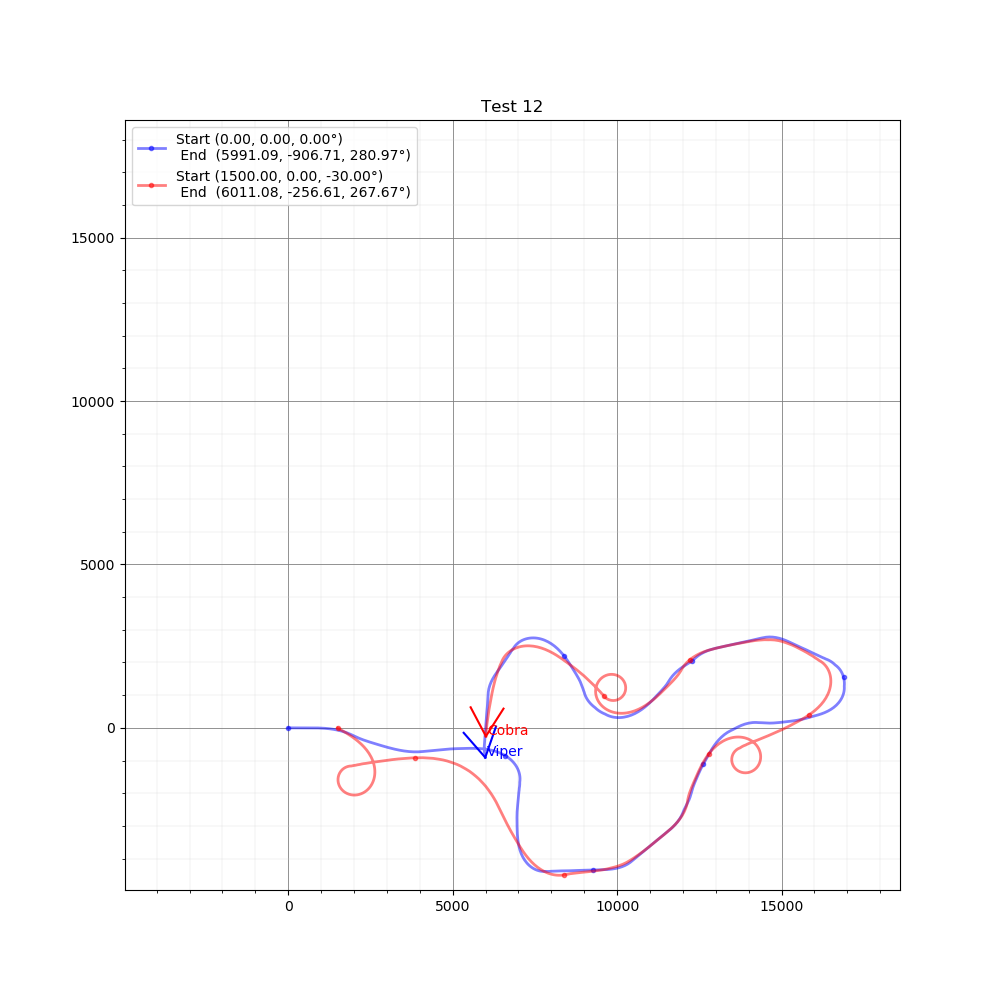 Test 12
Start (0.00, 0.00, 0.00°)
End (5991.09, -906.71, 280.97°)
Start (1500.00, 0.00, -30.00°)
End (6011.08, -256.61, 267.67°)
15000
10000
5000
0
Cobra
Viper
0 5000 10000 15000